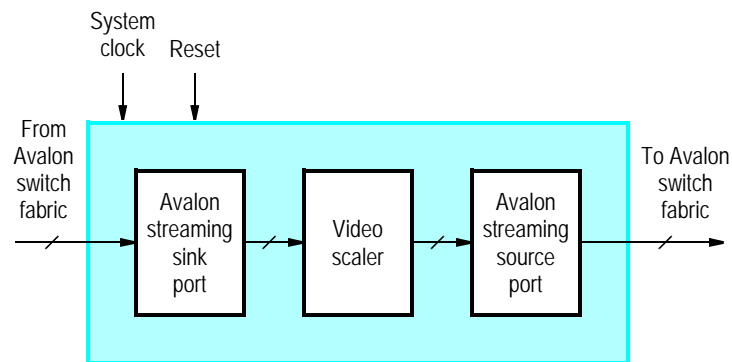 System
clock
Reset
From
Avalon
switch
fabric
Avalon
streaming
sink
port
Video
scaler
Avalon
streaming
source
port
To Avalon
switch
fabric